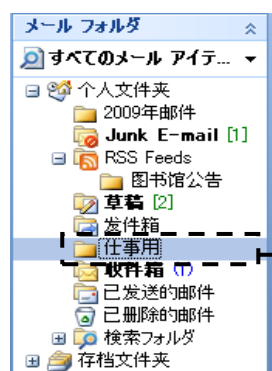 メール フォルダ
すべてのメール アイテ...
个人文件夹
2009年邮件
Junk E-mail [1]
RSS Feeds
图书馆公告
草稿 [2]
发件箱
仕事用
收件箱 (1)
已发送的邮件
已删除的邮件
検索フォルダ
存档文件夹